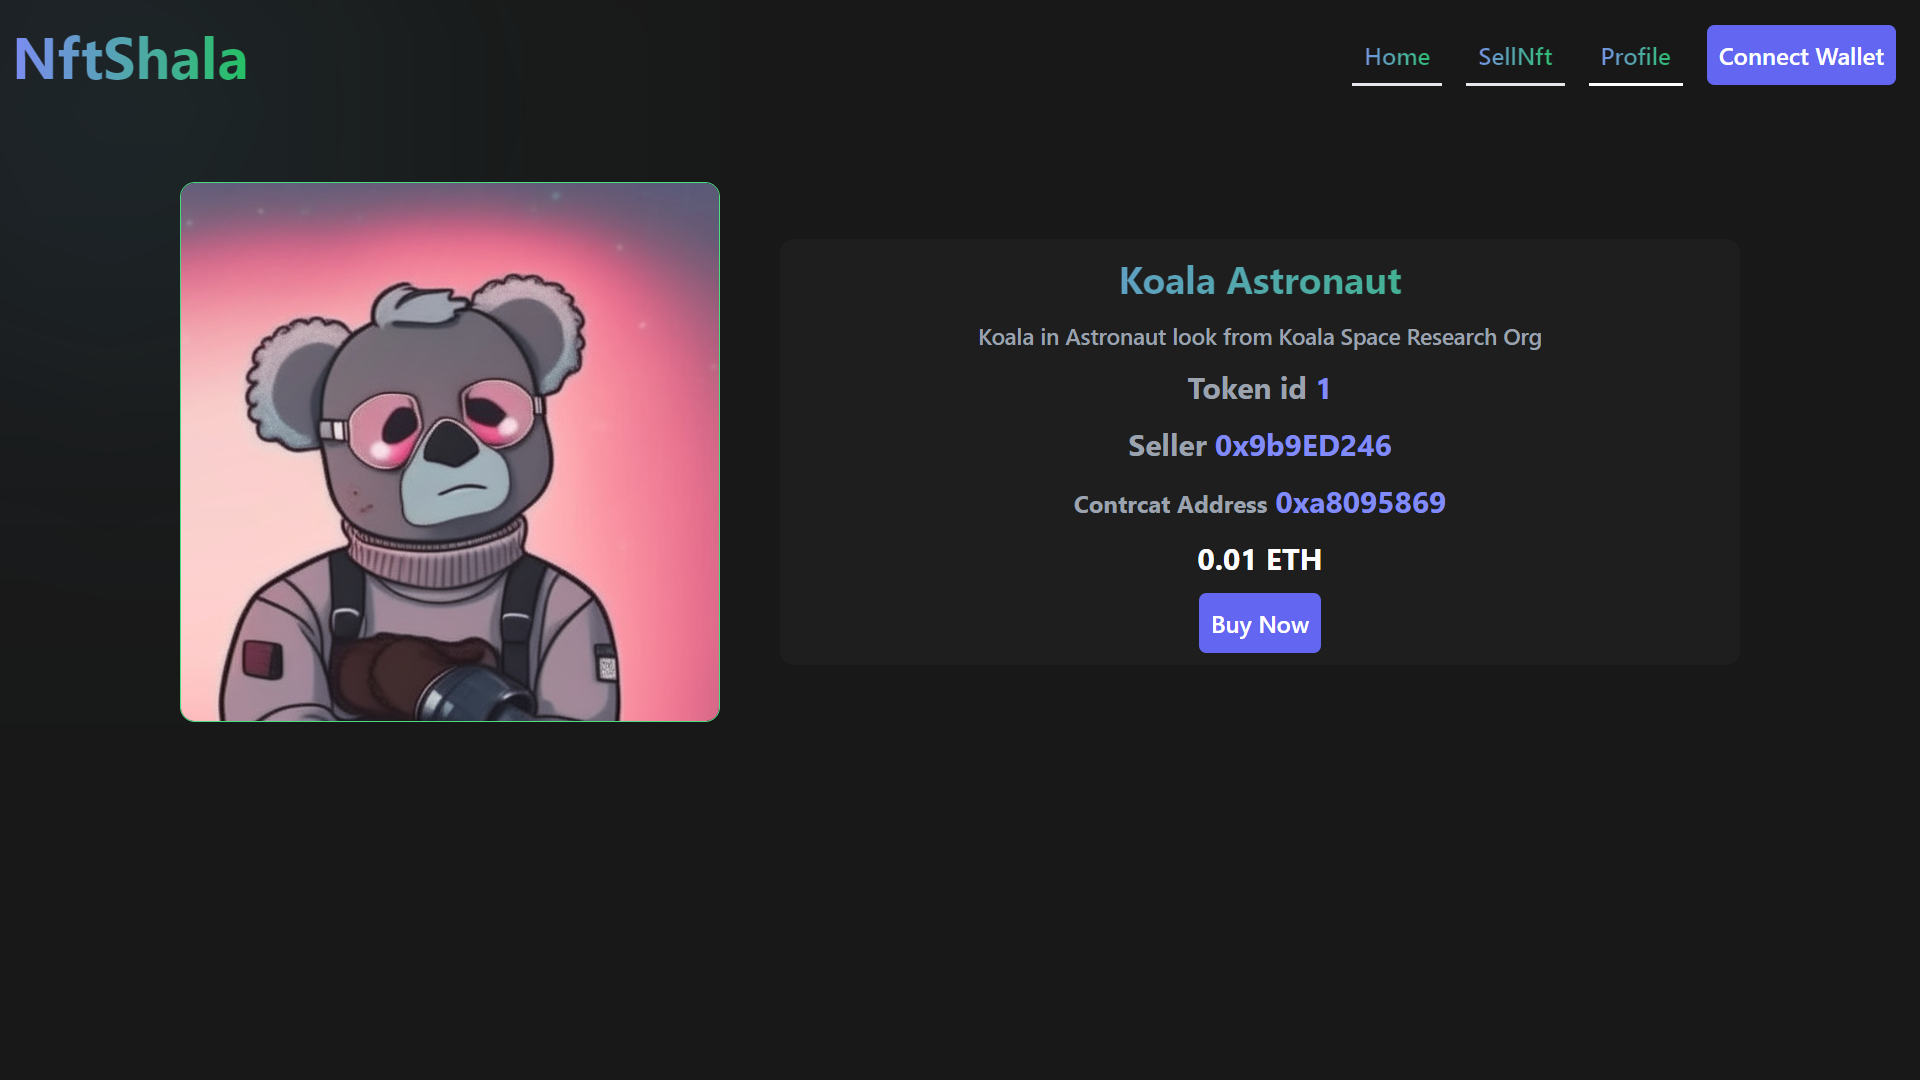 NftShala
Home
SellNft
Profile
Connect Wallet
Koala Astronaut
Koala in Astronaut look from Koala Space Research Org
Token id 1
Seller 0x9b9ED246
Contrcat Address 0xa8095869
0.01 ETH
Buy Now